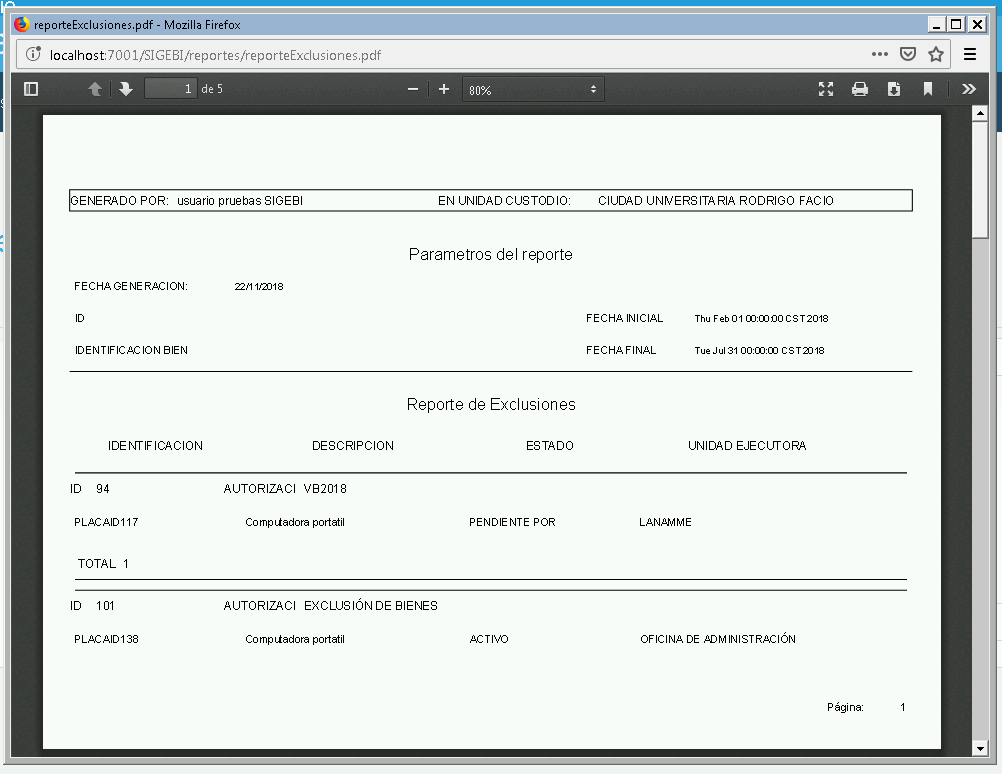 reporteExclusiones.pdf - Mozilla Firefox
localhost:7001/SIGEBI/reportes/reporteExclusiones.pdf
1 de 5 80%
GENERADO POR: usuario pruebas SIGEBI EN UNIDAD CUSTODIO: CIUDAD UNIVERSITARIA RODRIGO FACIO
Parametros del reporte
FECHA GENERACION: 22/11/2018
ID FECHA INICIAL Thu Feb 01 00:00:00 CST 2018
IDENTIFICACION BIEN FECHA FINAL Tue Jul 31 00:00:00 CST 2018
Reporte de Exclusiones
IDENTIFICACION DESCRIPCION ESTADO UNIDAD EJECUTORA
ID 94 AUTORIZACI VB2018
PLACAID117 Computadora portatil PENDIENTE POR LANAMME
TOTAL 1
ID 101 AUTORIZACI EXCLUSIÓN DE BIENES
PLACAID138 Computadora portatil ACTIVO OFICINA DE ADMINISTRACIÓN
Página: 1